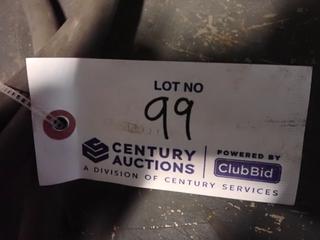 LOT NO
99
CENTURY
AUCTIONS
A DIVISION OF CENTURY SERVICES
POWERED BY
ClubBid